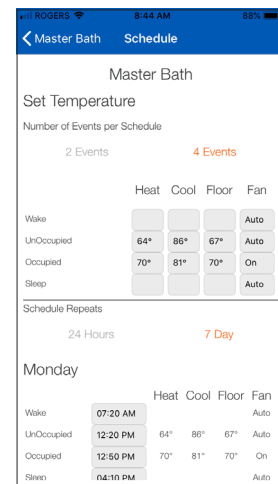 ROGERS 8:44 AM 88%
Master Bath Schedule
Master Bath
Set Temperature
Number of Events per Schedule
2 Events 4 Events
Heat Cool Floor Fan
Wake Auto
UnOccupied 64° 86° 67° Auto
Occupied 70° 81° 70° On
Sleep Auto
Schedule Repeats
24 Hours 7 Day
Monday
Heat Cool Floor Fan
Wake 07:20 AM Auto
UnOccupied 12:20 PM 64° 86° 67° Auto
Occupied 12:50 PM 70° 81° 70° On
Sleep 04:10 PM Auto